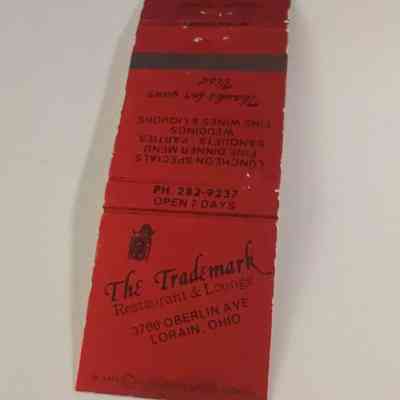 Thanks for your
Visit
FINE WINES & LIQUORS
WEDDINGS
BANQUETS - PARTIES
FINE DINNER MENU
LUNCHEON SPECIALS
PH. 282-9237
OPEN 7 DAYS
The Trademark
Restaurant & Lounge
3700 OBERLIN AVE
LORAIN, OHIO